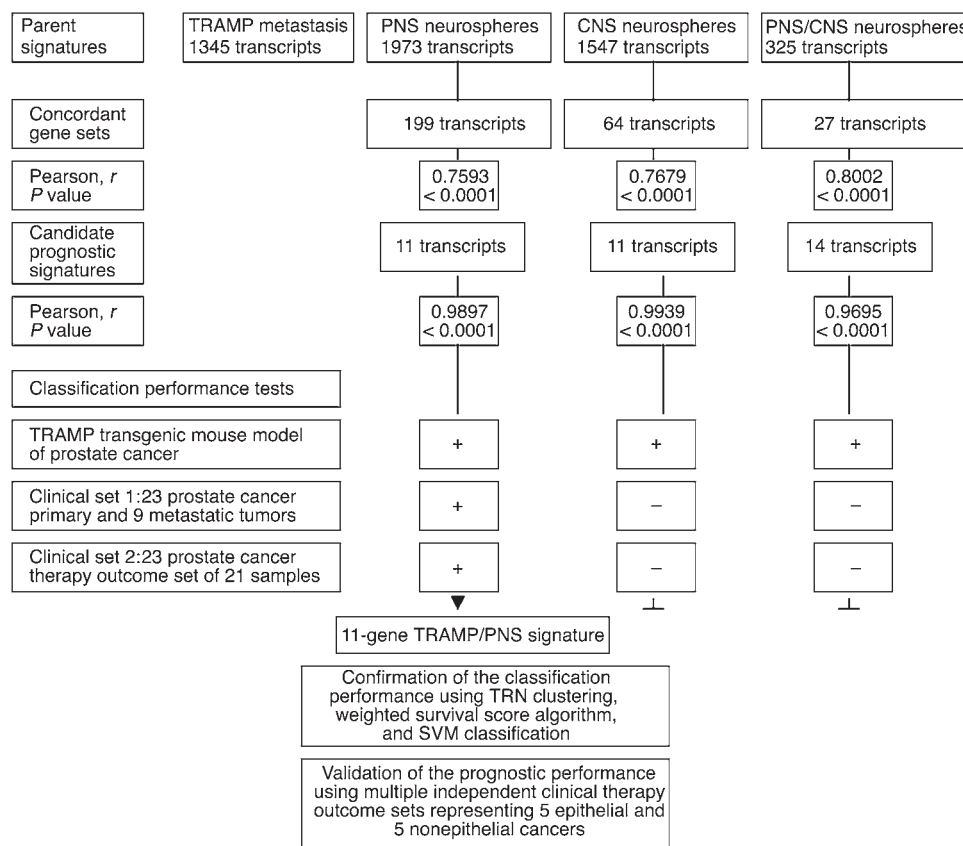 Parent
signatures
TRAMP metastasis
1345 transcripts
PNS neurospheres
1973 transcripts
CNS neurospheres
1547 transcripts
PNS/CNS neurospheres
325 transcripts
Concordant
gene sets
199 transcripts
64 transcripts
27 transcripts
Pearson, r
P value
0.7593
< 0.0001
0.7679
< 0.0001
0.8002
< 0.0001
Candidate
prognostic
signatures
11 transcripts
11 transcripts
14 transcripts
Pearson, r
P value
0.9897
< 0.0001
0.9939
< 0.0001
0.9695
< 0.0001
Classification performance tests
TRAMP transgenic mouse model
of prostate cancer
+
+
+
Clinical set 1:23 prostate cancer
primary and 9 metastatic tumors
+
–
–
Clinical set 2:23 prostate cancer
therapy outcome set of 21 samples
+
–
–
11-gene TRAMP/PNS signature
Confirmation of the classification
performance using TRN clustering,
weighted survival score algorithm,
and SVM classification
Validation of the prognostic performance
using multiple independent clinical therapy
outcome sets representing 5 epithelial and
5 nonepithelial cancers